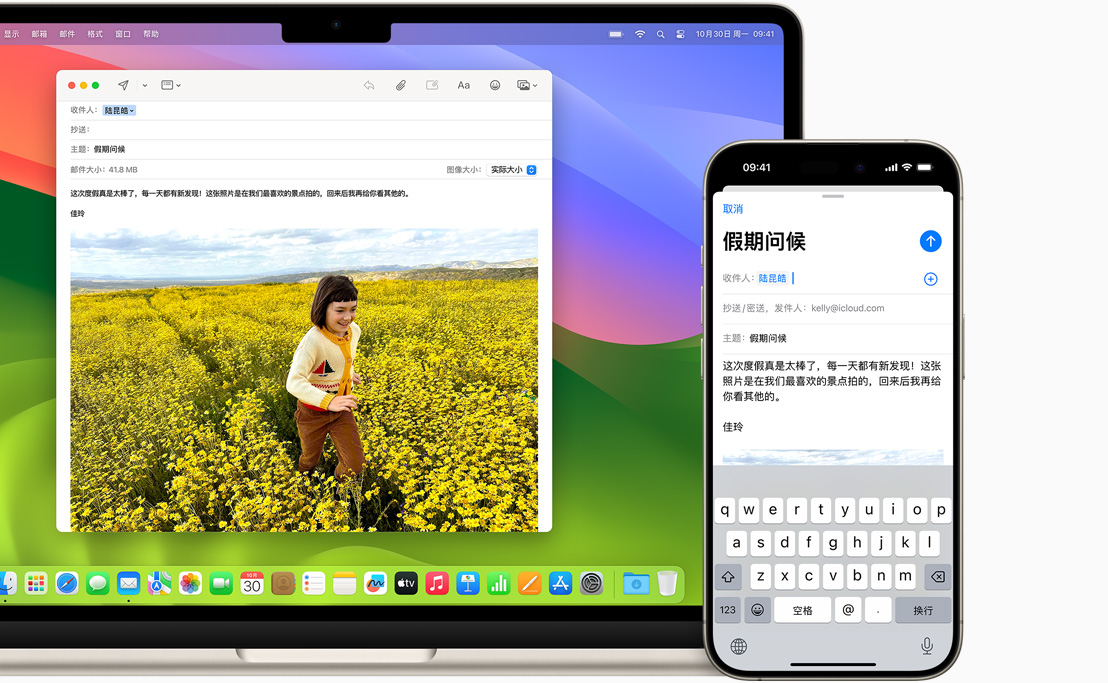 显示 邮箱 邮件 格式 窗口 帮助
10月30日 周一 09:41
Aa
收件人： 陆昆皓
抄送：
主题： 假期问候
邮件大小： 41.8 MB
图像大小： 实际大小
这次度假真是太棒了，每一天都有新发现！这张照片是在我们最喜欢的景点拍的，回来后我再给你看其他的。
佳玲
10月
30
tv
09:41
取消
假期问候
收件人： 陆昆皓
抄送/密送，发件人： kelly@icloud.com
主题： 假期问候
这次度假真是太棒了，每一天都有新发现！这张
照片是在我们最喜欢的景点拍的，回来后我再给
你看其他的。
佳玲
q w e r t y u i o p
a s d f g h j k l
z x c v b n m
123 空格 @ . 换行